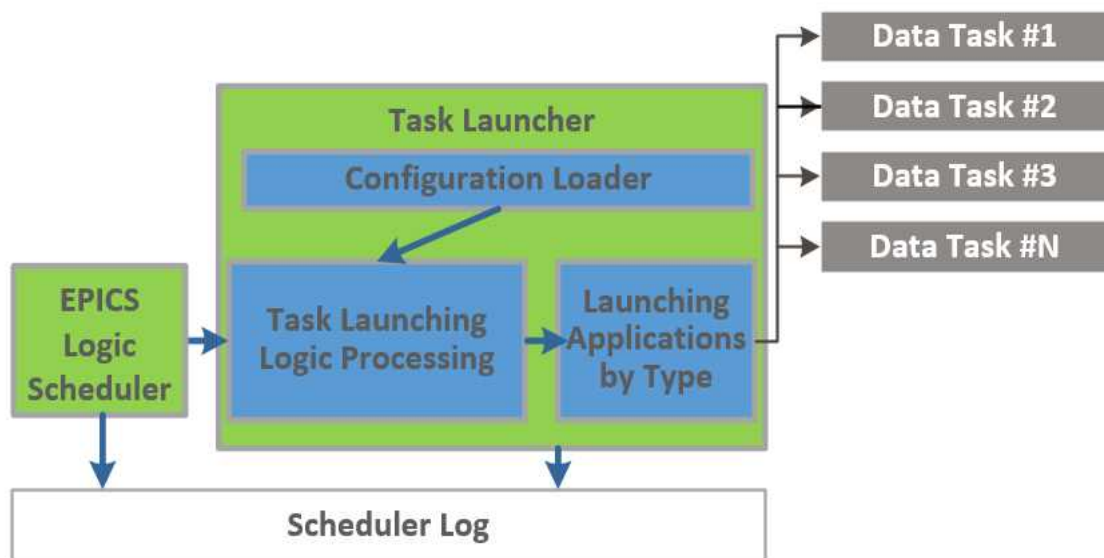 Data Task #1
Data Task #2
Data Task #3
Data Task #N
Task Launcher
Configuration Loader
EPICS
Logic
Scheduler
Task Launching
Logic Processing
Launching
Applications
by Type
Scheduler Log